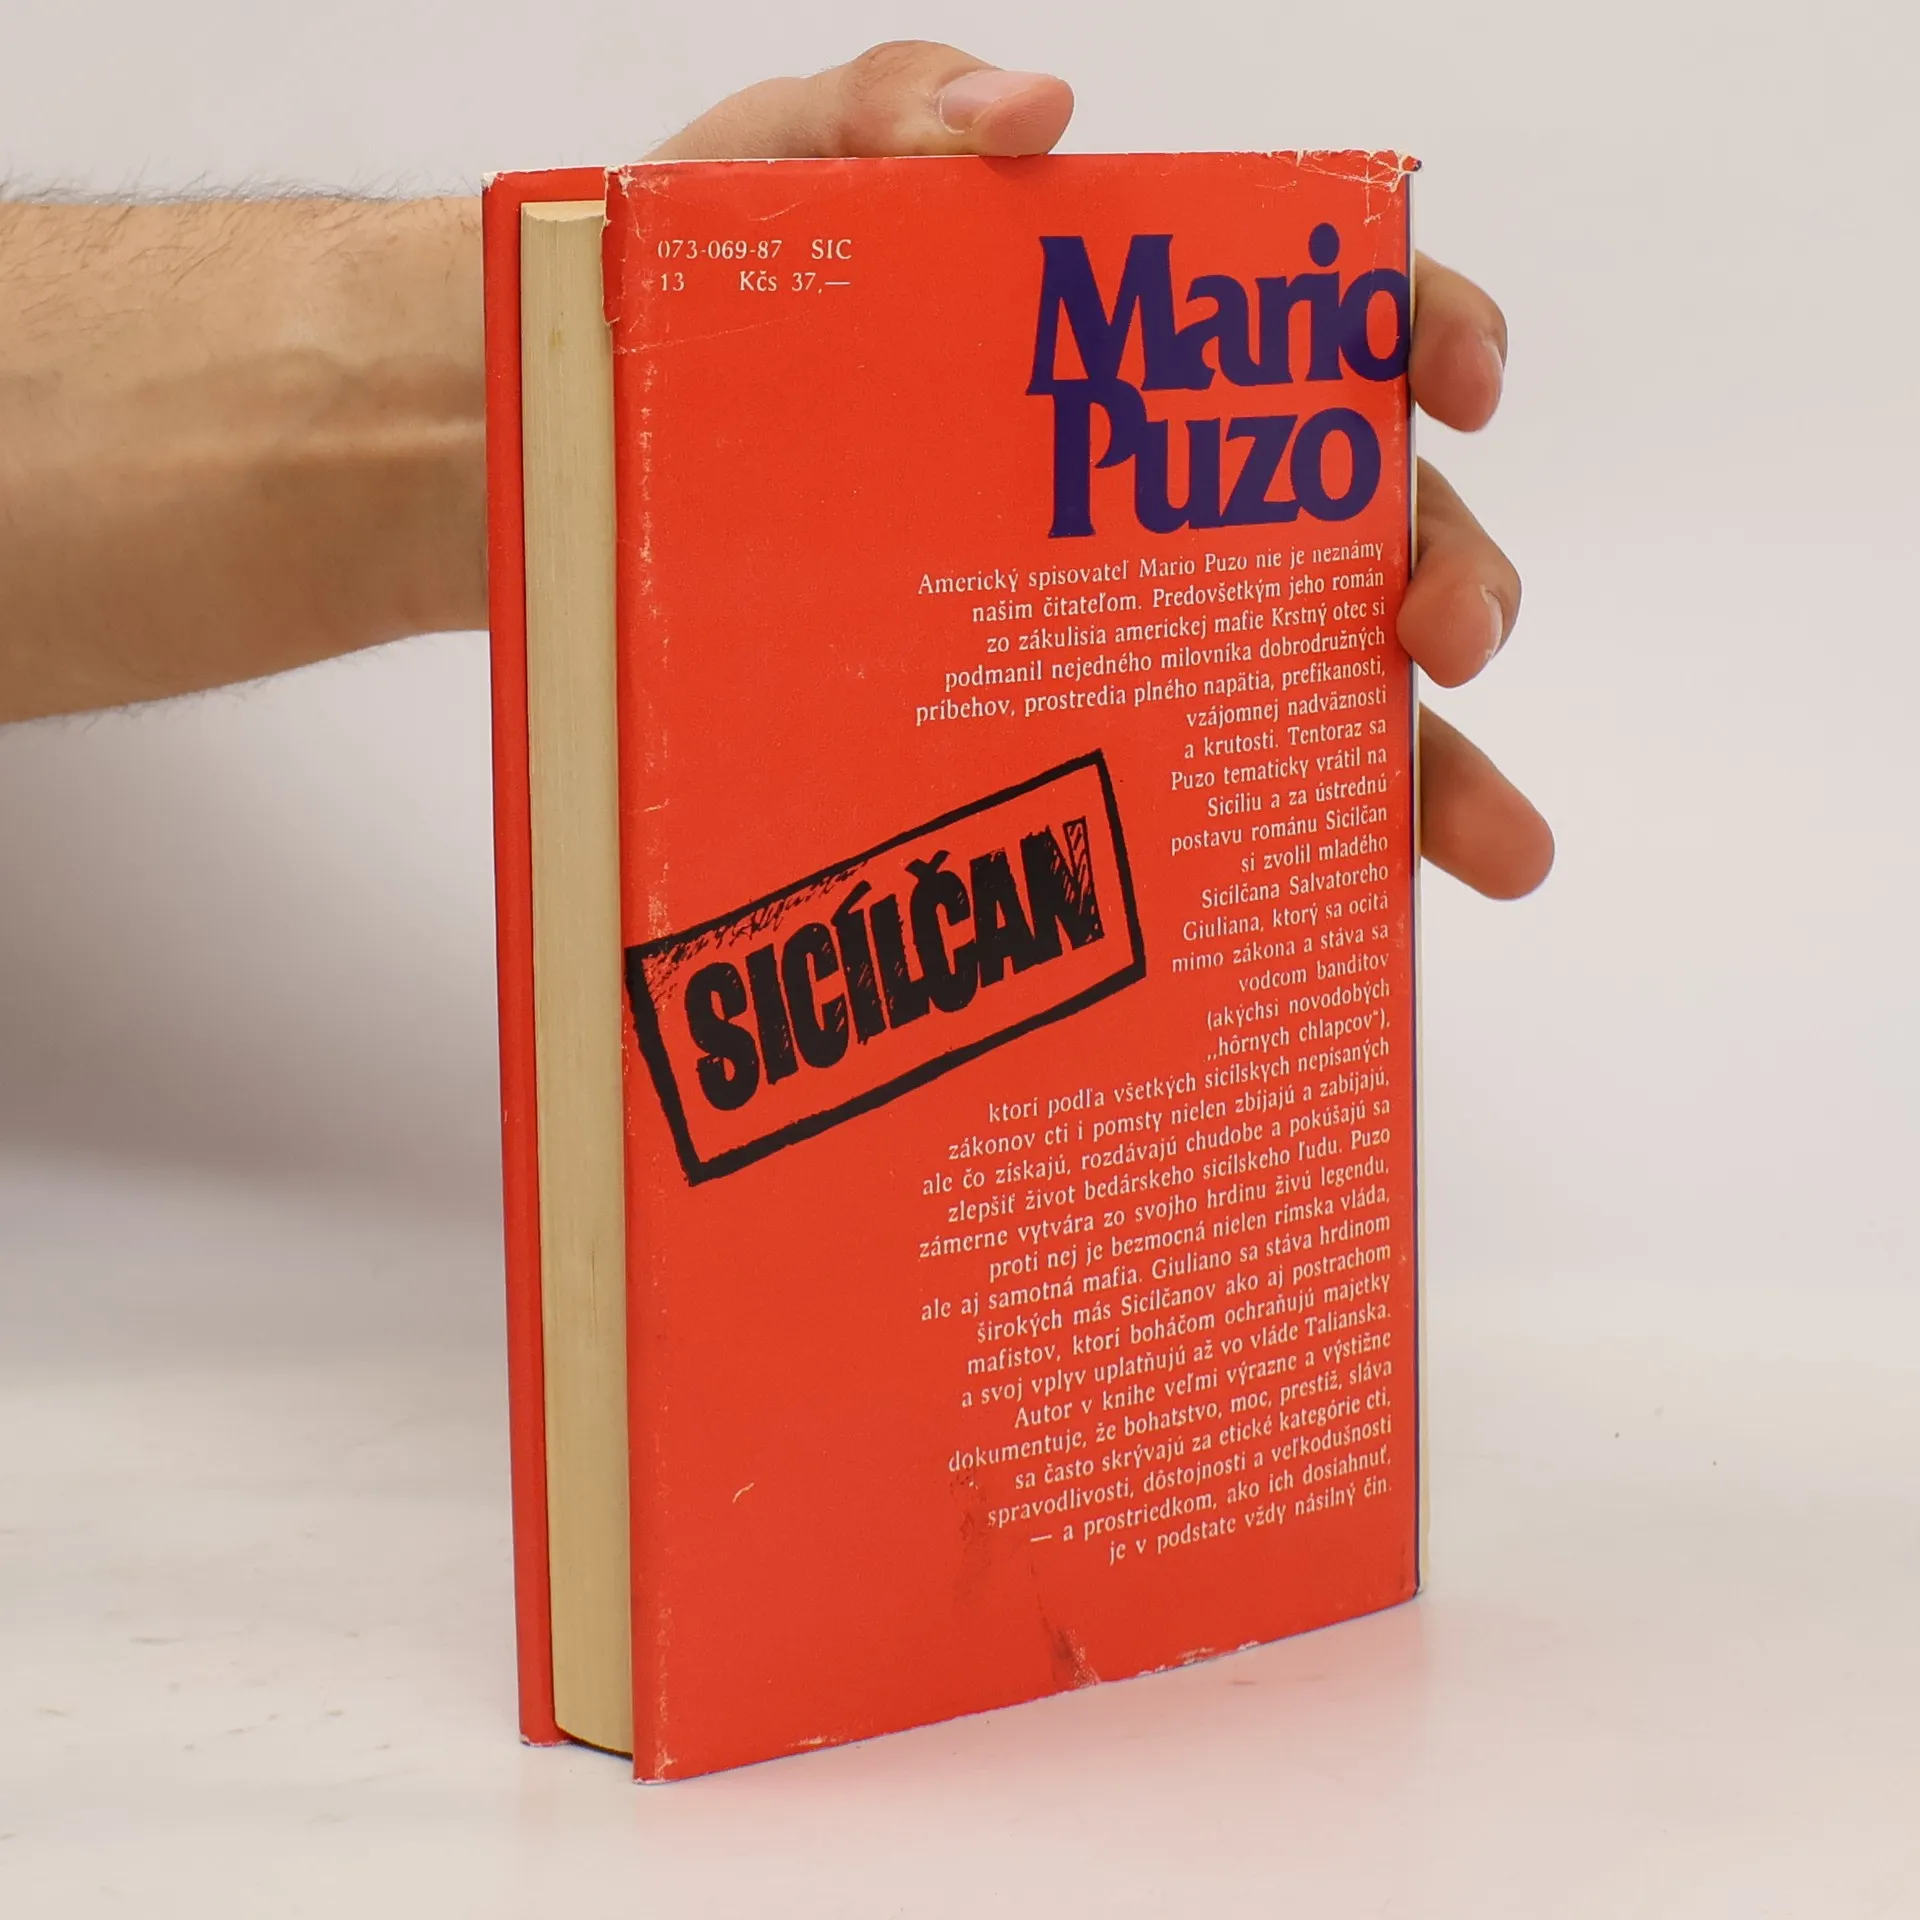 073-069-87 SIC
13 Kčs 37,—
Mario
Puzo
Americký spisovateľ Mario Puzo nie je neznámy
našim čitateľom. Predovšetkým jeho román
zo zákulisia americkej mafie Krstný otec si
podmanil nejedného milovníka dobrodružných
príbehov, prostredia plného napätia, prefíkanosti,
vzájomnej nadväznosti
a krutosti. Tentoraz sa
Puzo tematicky vrátil na
Sicíliu a za ústrednú
postavu románu Sicílčan
si zvolil mladého
Sicílčana Salvatoreho
Giuliana, ktorý sa ocitá
mimo zákona a stáva sa
vodcom banditov
(akýchsi novodobých
„hôrnych chlapcov“),
ktorí podľa všetkých sicílskych nepísaných
zákonov cti i pomsty nielen zbíjajú a zabíjajú,
ale čo získajú, rozdávajú chudobe a pokúšajú sa
zlepšiť život bedárskeho sicílskeho ľudu. Puzo
zámerne vytvára zo svojho hrdinu živú legendu,
proti nej je bezmocná nielen rímska vláda,
ale aj samotná mafia. Giuliano sa stáva hrdinom
širokých más Sicílčanov ako aj postrachom
mafistov, ktorí boháčom ochraňujú majetky
a svoj vplyv uplatňujú až vo vláde Talianska.
Autor v knihe veľmi výrazne a výstižne
dokumentuje, že bohatstvo, moc, prestíž, sláva
sa často skrývajú za etické kategórie cti,
spravodlivosti, dôstojnosti a veľkodušnosti
— a prostriedkom, ako ich dosiahnuť,
je v podstate vždy násilný čin.
SICÍLČAN